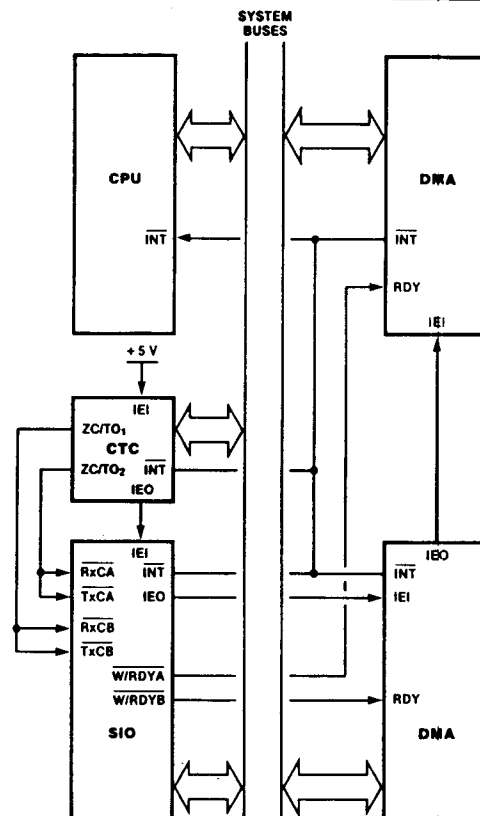 SYSTEM
BUSES
CPU
INT
DMA
INT
RDY
IEI
+5 V
IEI
ZC/TO1
CTC
ZC/TO2
INT
IEO
IEI
RxCA
INT
TxCA
IEO
RxCB
TxCB
W/RDYA
W/RDYB
SIO
IEO
INT
IEI
RDY
DMA